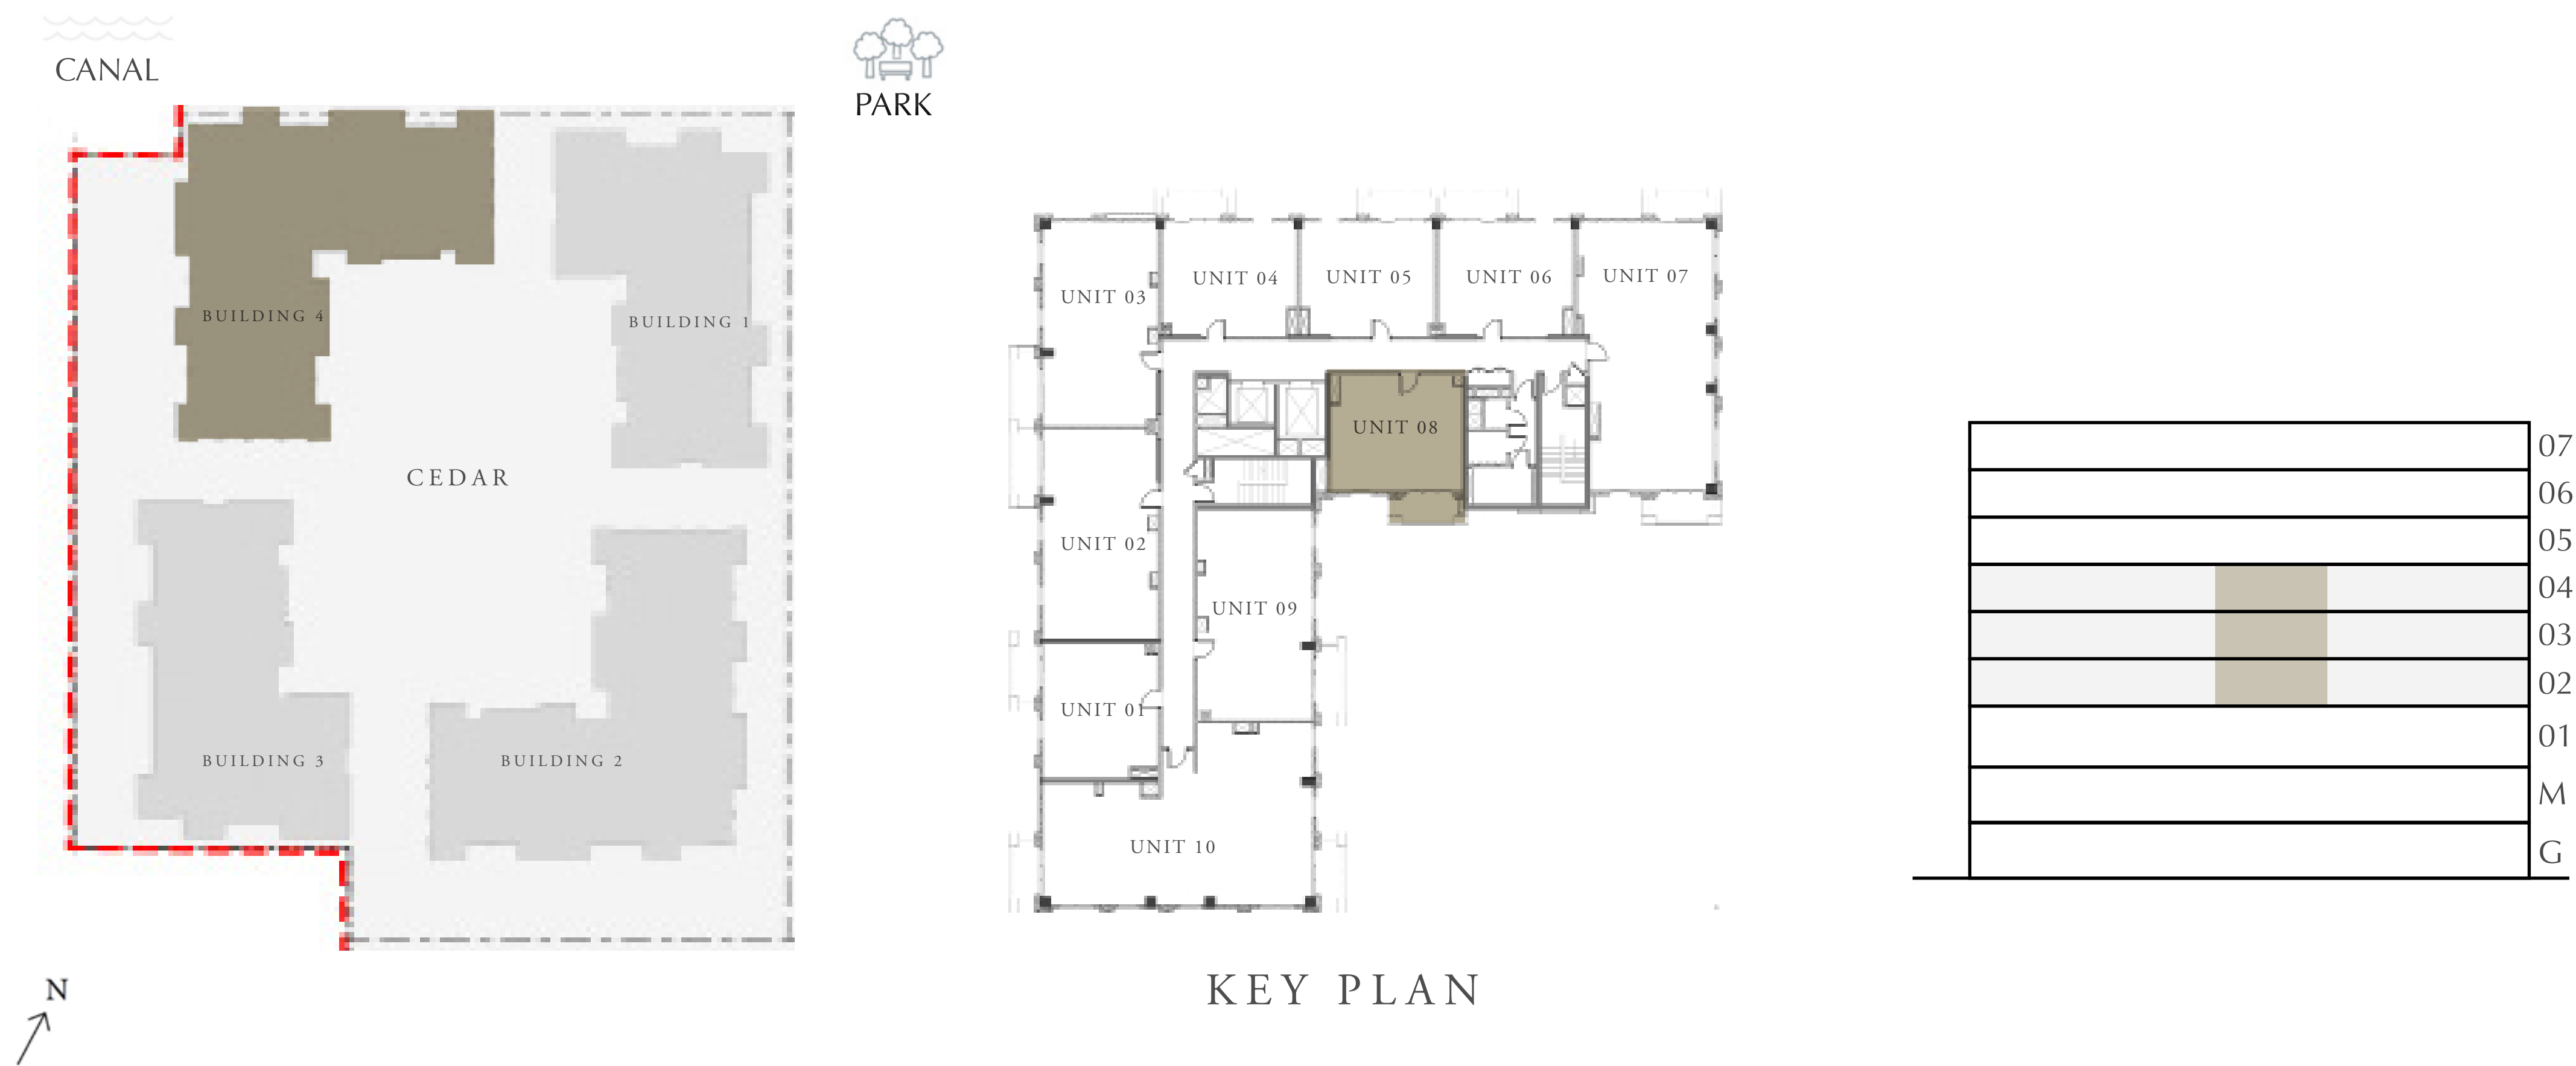 CANAL
PARK
BUILDING 4
BUILDING 1
CEDAR
BUILDING 3
BUILDING 2
N
UNIT 03
UNIT 04
UNIT 05
UNIT 06
UNIT 07
UNIT 08
UNIT 02
UNIT 09
UNIT 01
UNIT 10
KEY PLAN
07
06
05
04
03
02
01
M
G